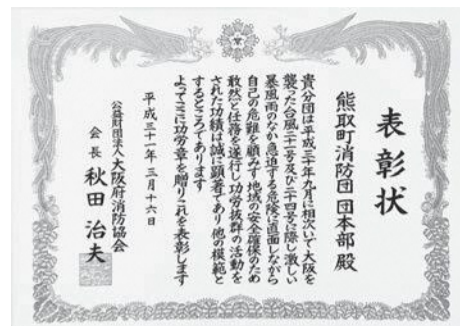 表彰状
熊取町消防団 団本部 殿
貴分団は平成三十年九月に相次いで大阪を
襲った台風二十一号及び二十四号に際し激しい
暴風雨のなか急迫する危険に直面しながら
自己の危難を顧みず地域の安全確保のため
敢然と任務を遂行し功労抜群の活動を
された功績は誠に顕著であり他の模範と
するところであります
よってここに功労章を贈りこれを表彰します
平成三十一年三月十六日
公益財団法人大阪府消防協会
会長 秋田治夫